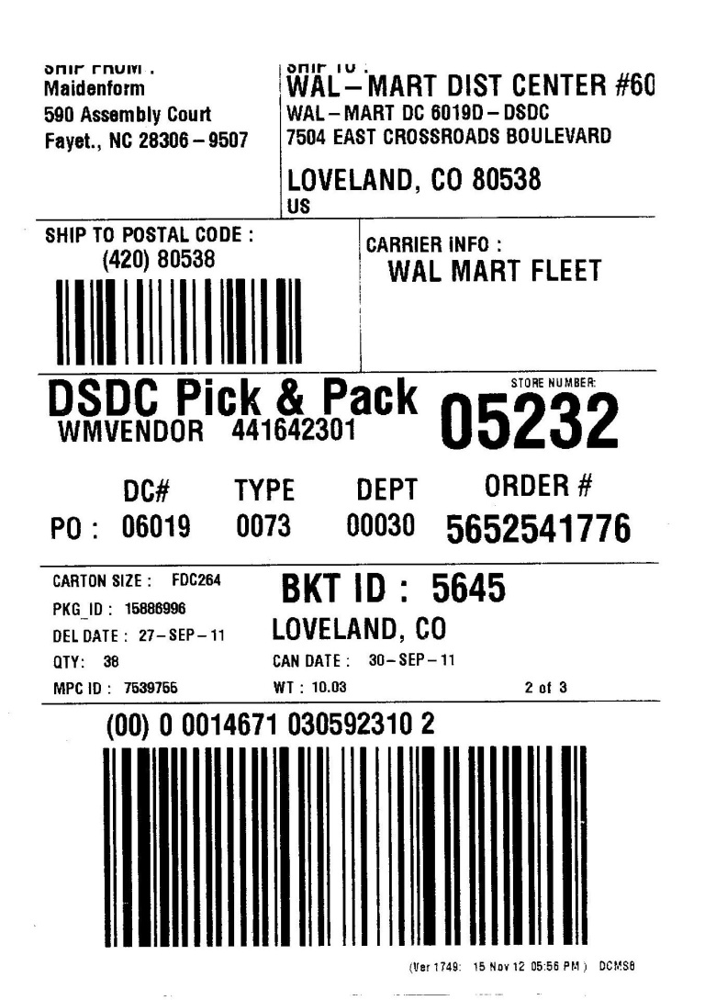 SHIP FROM :
Maidenform
590 Assembly Court
Fayet., NC 28306-9507
SHIP TO :
WAL-MART DIST CENTER #60
WAL-MART DC 6019D-DSDC
7504 EAST CROSSROADS BOULEVARD
LOVELAND, CO 80538
US
SHIP TO POSTAL CODE :
(420) 80538
CARRIER INFO :
WAL MART FLEET
DSDC Pick & Pack
WMVENDOR 441642301
STORE NUMBER:
05232
DC# TYPE DEPT ORDER #
PO : 06019 0073 00030 5652541776
CARTON SIZE : FDC264
PKG_ID : 15886996
DEL DATE : 27-SEP-11
QTY: 38
MPC ID : 7539755
BKT ID : 5645
LOVELAND, CO
CAN DATE : 30-SEP-11
WT : 10.03
2 of 3
(00) 0 0014671 030592310 2
(Ver 1749: 15 Nov 12 05:56 PM ) DCMS8